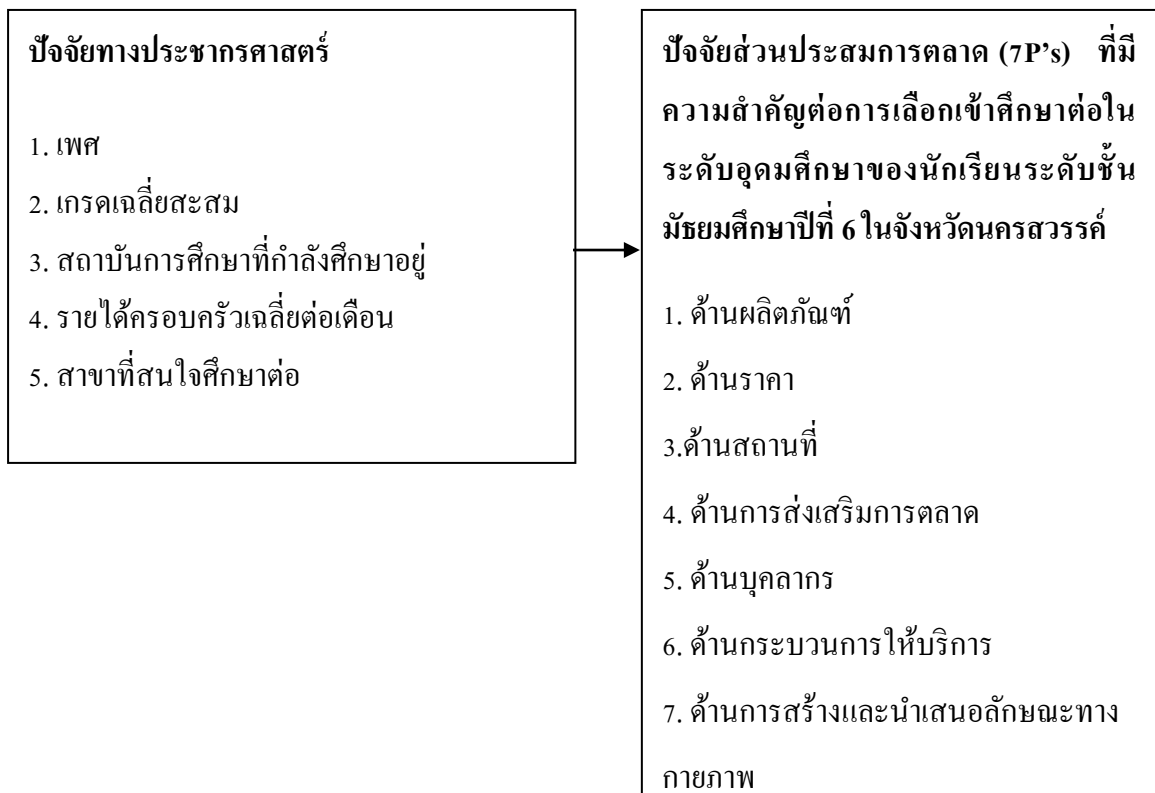 ปัจจัยทางประชากรศาสตร์
1. เพศ
2. เกรดเฉลี่ยสะสม
3. สถาบันการศึกษาที่กำลังศึกษาอยู่
4. รายได้ครอบครัวเฉลี่ยต่อเดือน
5. สาขาที่สนใจศึกษาต่อ
ปัจจัยส่วนประสมการตลาด (7P’s) ที่มี
ความสำคัญต่อการเลือกเข้าศึกษาต่อใน
ระดับอุดมศึกษาของนักเรียนระดับชั้น
มัธยมศึกษาปีที่ 6 ในจังหวัดนครสวรรค์
1. ด้านผลิตภัณฑ์
2. ด้านราคา
3.ด้านสถานที่
4. ด้านการส่งเสริมการตลาด
5. ด้านบุคลากร
6. ด้านกระบวนการให้บริการ
7. ด้านการสร้างและนำเสนอลักษณะทาง
กายภาพ